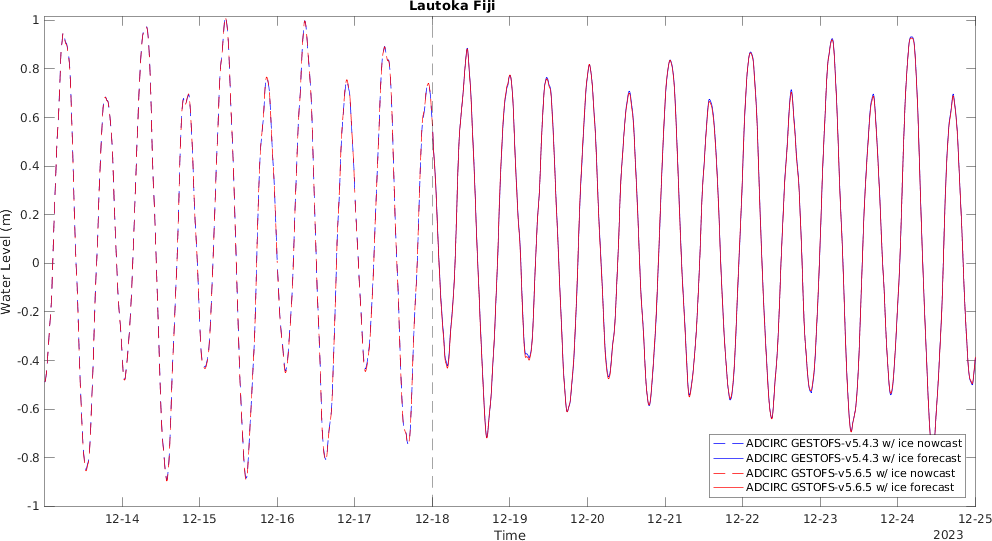 Lautoka Fiji
Water Level (m)
1
0.8
0.6
0.4
0.2
0
-0.2
-0.4
-0.6
-0.8
-1
12-14 12-15 12-16 12-17 12-18 12-19 12-20 12-21 12-22 12-23 12-24 12-25
Time
2023
ADCIRC GESTOFS-v5.4.3 w/ ice nowcast
ADCIRC GESTOFS-v5.4.3 w/ ice forecast
ADCIRC GSTOFS-v5.6.5 w/ ice nowcast
ADCIRC GSTOFS-v5.6.5 w/ ice forecast